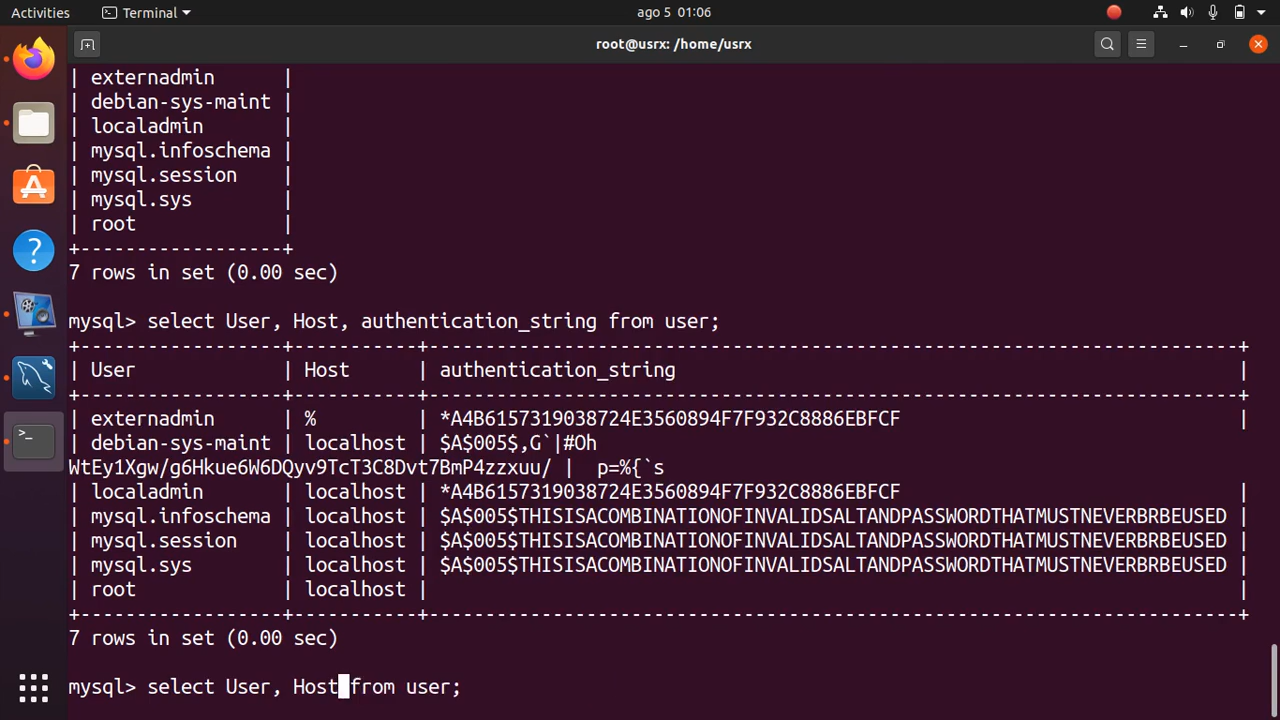 Activities Terminal ago 5 01:06
root@usrx: /home/usrx
| externadmin |
| debian-sys-maint |
| localadmin |
| mysql.infoschema |
| mysql.session |
| mysql.sys |
| root |
+------------------+
7 rows in set (0.00 sec)
mysql> select User, Host, authentication_string from user;
+------------------+-----------+------------------------------------------------------------------------+
| User | Host | authentication_string |
+------------------+-----------+------------------------------------------------------------------------+
| externadmin | % | *A4B6157319038724E3560894F7F932C8886EBFCF |
| debian-sys-maint | localhost | $A$005$,G`|#Oh
WtEy1Xgw/g6Hkue6W6DQyv9TcT3C8Dvt7BmP4zzxuu/ | p=%{`s
| localadmin | localhost | *A4B6157319038724E3560894F7F932C8886EBFCF |
| mysql.infoschema | localhost | $A$005$THISISACOMBINATIONOFINVALIDSALTANDPASSWORDTHATMUSTNEVERBRBEUSED |
| mysql.session | localhost | $A$005$THISISACOMBINATIONOFINVALIDSALTANDPASSWORDTHATMUSTNEVERBRBEUSED |
| mysql.sys | localhost | $A$005$THISISACOMBINATIONOFINVALIDSALTANDPASSWORDTHATMUSTNEVERBRBEUSED |
| root | localhost | |
+------------------+-----------+------------------------------------------------------------------------+
7 rows in set (0.00 sec)
mysql> select User, Host from user;